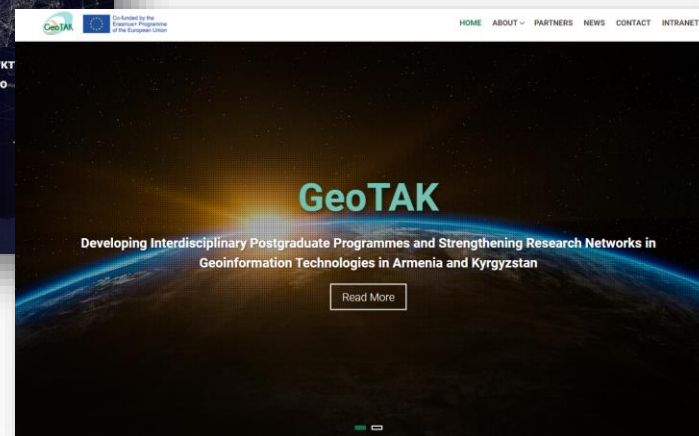 GeoTAK
Co-funded by the
Erasmus+ Programme
of the European Union
HOME ABOUT PARTNERS NEWS CONTACT INTRANET
GeoTAK
Developing Interdisciplinary Postgraduate Programmes and Strengthening Research Networks in
Geoinformation Technologies in Armenia and Kyrgyzstan
Read More